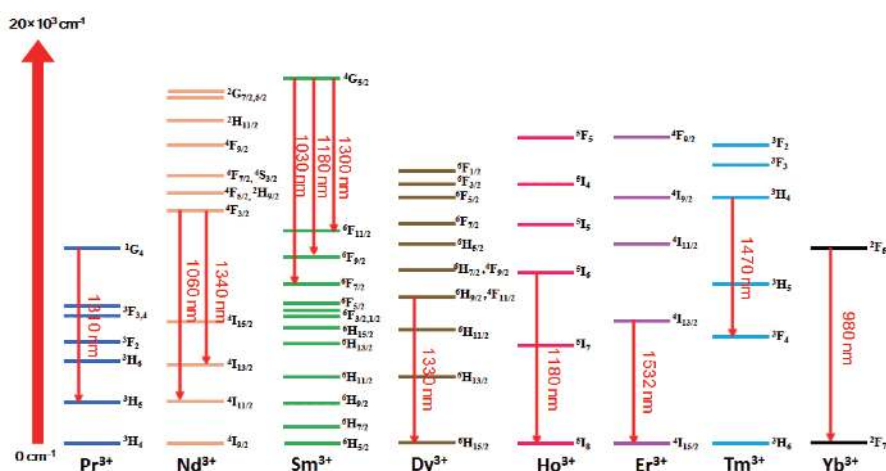 20×10³cm⁻¹
0 cm⁻¹
¹G₄
1310 nm
³F₃,₄
³F₂
³H₆
³H₅
³H₄
Pr³⁺
²G₇/₂,₅/₂
²H₁₁/₂
⁴F₉/₂
⁴F₇/₂, ⁴S₃/₂
⁴F₅/₂, ²H₉/₂
⁴F₃/₂
1060 nm
1340 nm
⁴I₁₅/₂
⁴I₁₃/₂
⁴I₁₁/₂
⁴I₉/₂
Nd³⁺
⁴G₅/₂
1030 nm
1180 nm
1300 nm
⁶F₁₁/₂
⁶F₉/₂
⁶F₇/₂
⁶F₅/₂
⁶F₃/₂,₁/₂
⁶H₁₅/₂
⁶H₁₃/₂
⁶H₁₁/₂
⁶H₉/₂
⁶H₇/₂
⁶H₅/₂
Sm³⁺
⁶F₁/₂
⁶F₃/₂
⁶F₅/₂
⁶F₇/₂
⁶H₅/₂
⁶H₇/₂ ,⁴F₉/₂
⁶H₉/₂ ,⁴F₁₁/₂
1330 nm
⁶H₁₁/₂
⁶H₁₃/₂
⁶H₁₅/₂
Dy³⁺
⁵F₅
⁵I₄
⁵I₅
⁵I₆
1180 nm
⁵I₇
⁵I₈
Ho³⁺
⁴F₉/₂
⁴I₉/₂
⁴I₁₁/₂
⁴I₁₃/₂
1532 nm
⁴I₁₅/₂
Er³⁺
³F₂
³F₃
³H₄
1470 nm
³H₅
³F₄
³H₆
Tm³⁺
²F₅
980 nm
²F₇
Yb³⁺